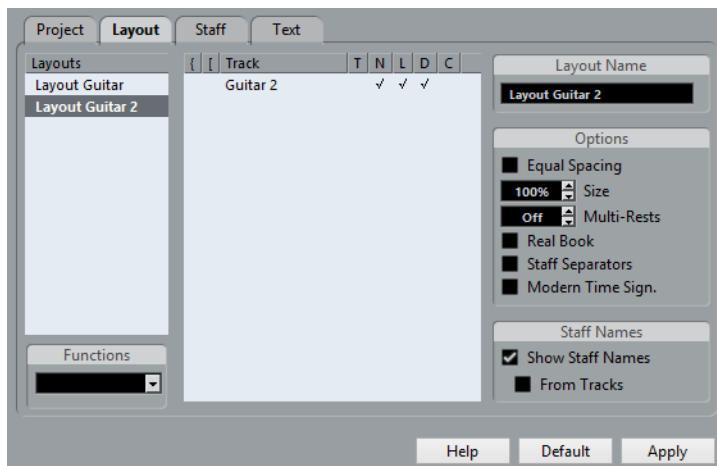 Project Layout Staff Text
Layouts
Layout Guitar
Layout Guitar 2
Functions
{ [ Track T N L D C
Guitar 2 √ √ √
Layout Name
Layout Guitar 2
Options
Equal Spacing
100% Size
Off Multi-Rests
Real Book
Staff Separators
Modern Time Sign.
Staff Names
Show Staff Names
From Tracks
Help Default Apply